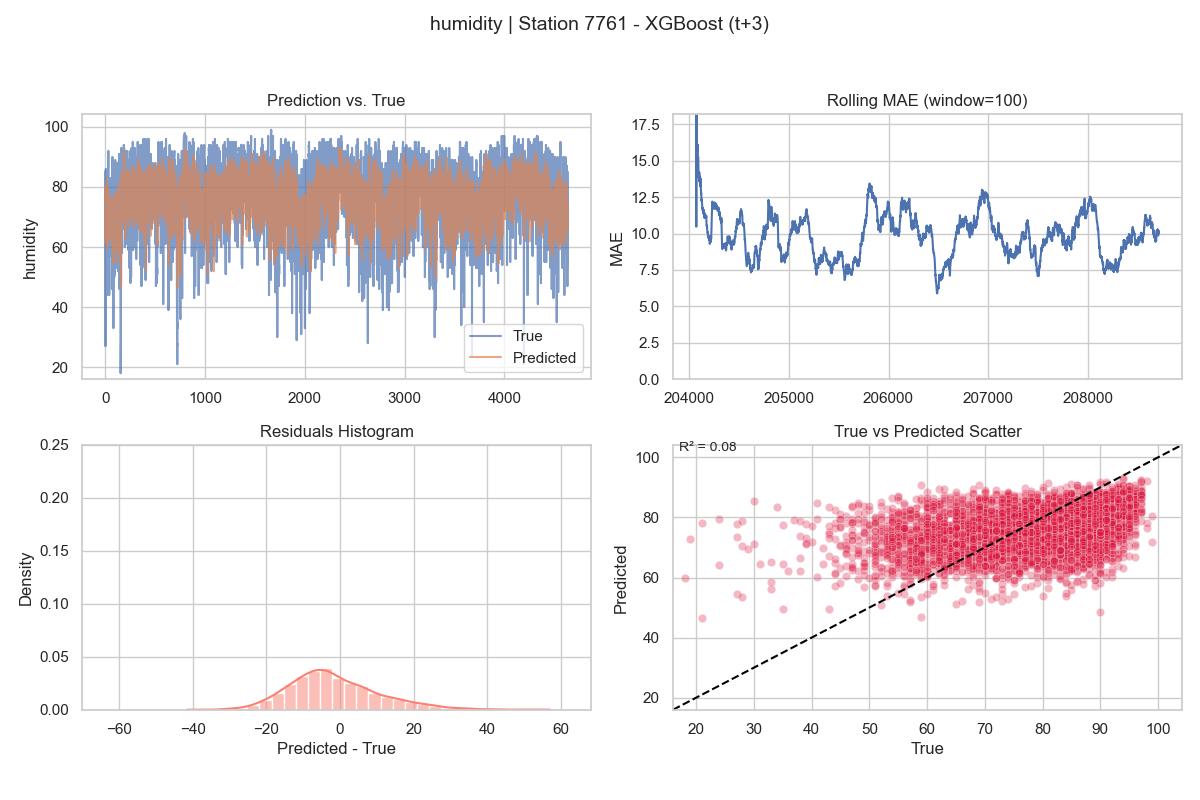 humidity | Station 7761 - XGBoost (t+3)
Prediction vs. True
100
80
60
40
20
humidity
0 1000 2000 3000 4000
True
Predicted
Rolling MAE (window=100)
17.5
15.0
12.5
10.0
7.5
5.0
2.5
0.0
MAE
204000 205000 206000 207000 208000
Residuals Histogram
0.25
0.20
0.15
0.10
0.05
0.00
Density
−60 −40 −20 0 20 40 60
Predicted - True
True vs Predicted Scatter
R² = 0.08
100
80
60
40
20
Predicted
20 30 40 50 60 70 80 90 100
True